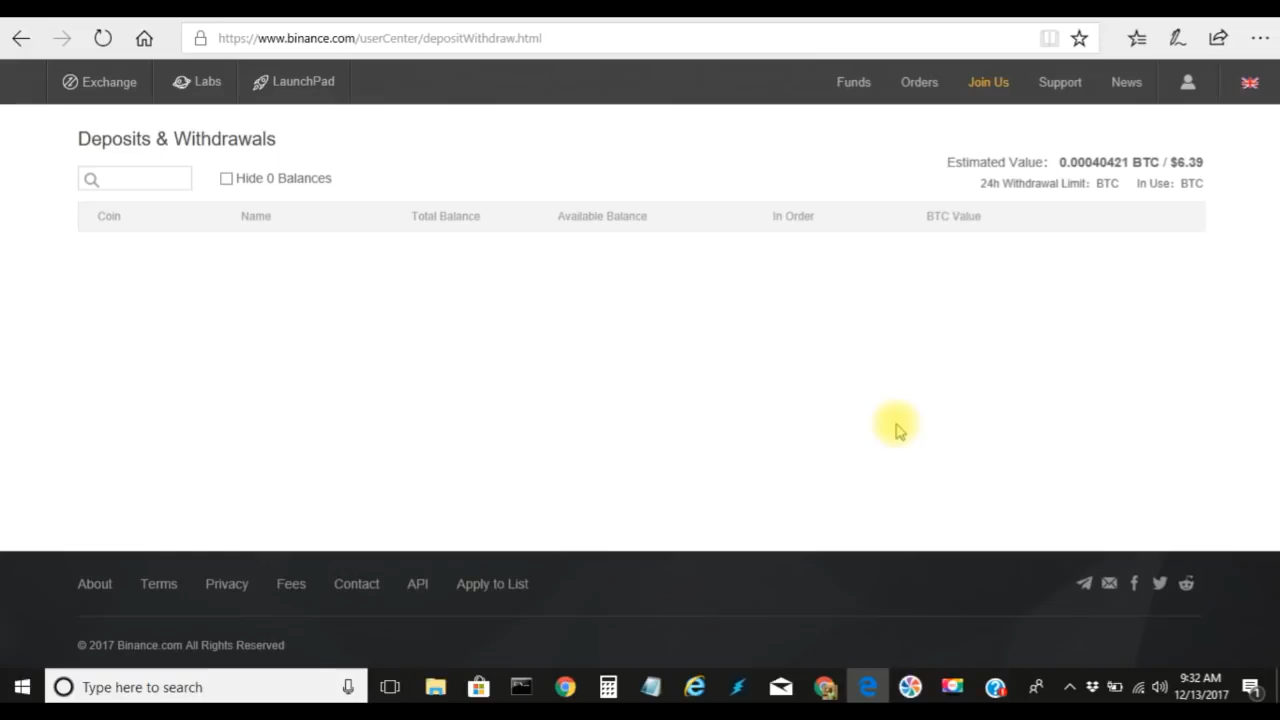 https://www.binance.com/userCenter/depositWithdraw.html
Exchange Labs LaunchPad Funds Orders Join Us Support News
Deposits & Withdrawals
Estimated Value: 0.00040421 BTC / $6.39
Hide 0 Balances
24h Withdrawal Limit: BTC In Use: BTC
Coin Name Total Balance Available Balance In Order BTC Value
About Terms Privacy Fees Contact API Apply to List
© 2017 Binance.com All Rights Reserved
Type here to search
9:32 AM
12/13/2017
1